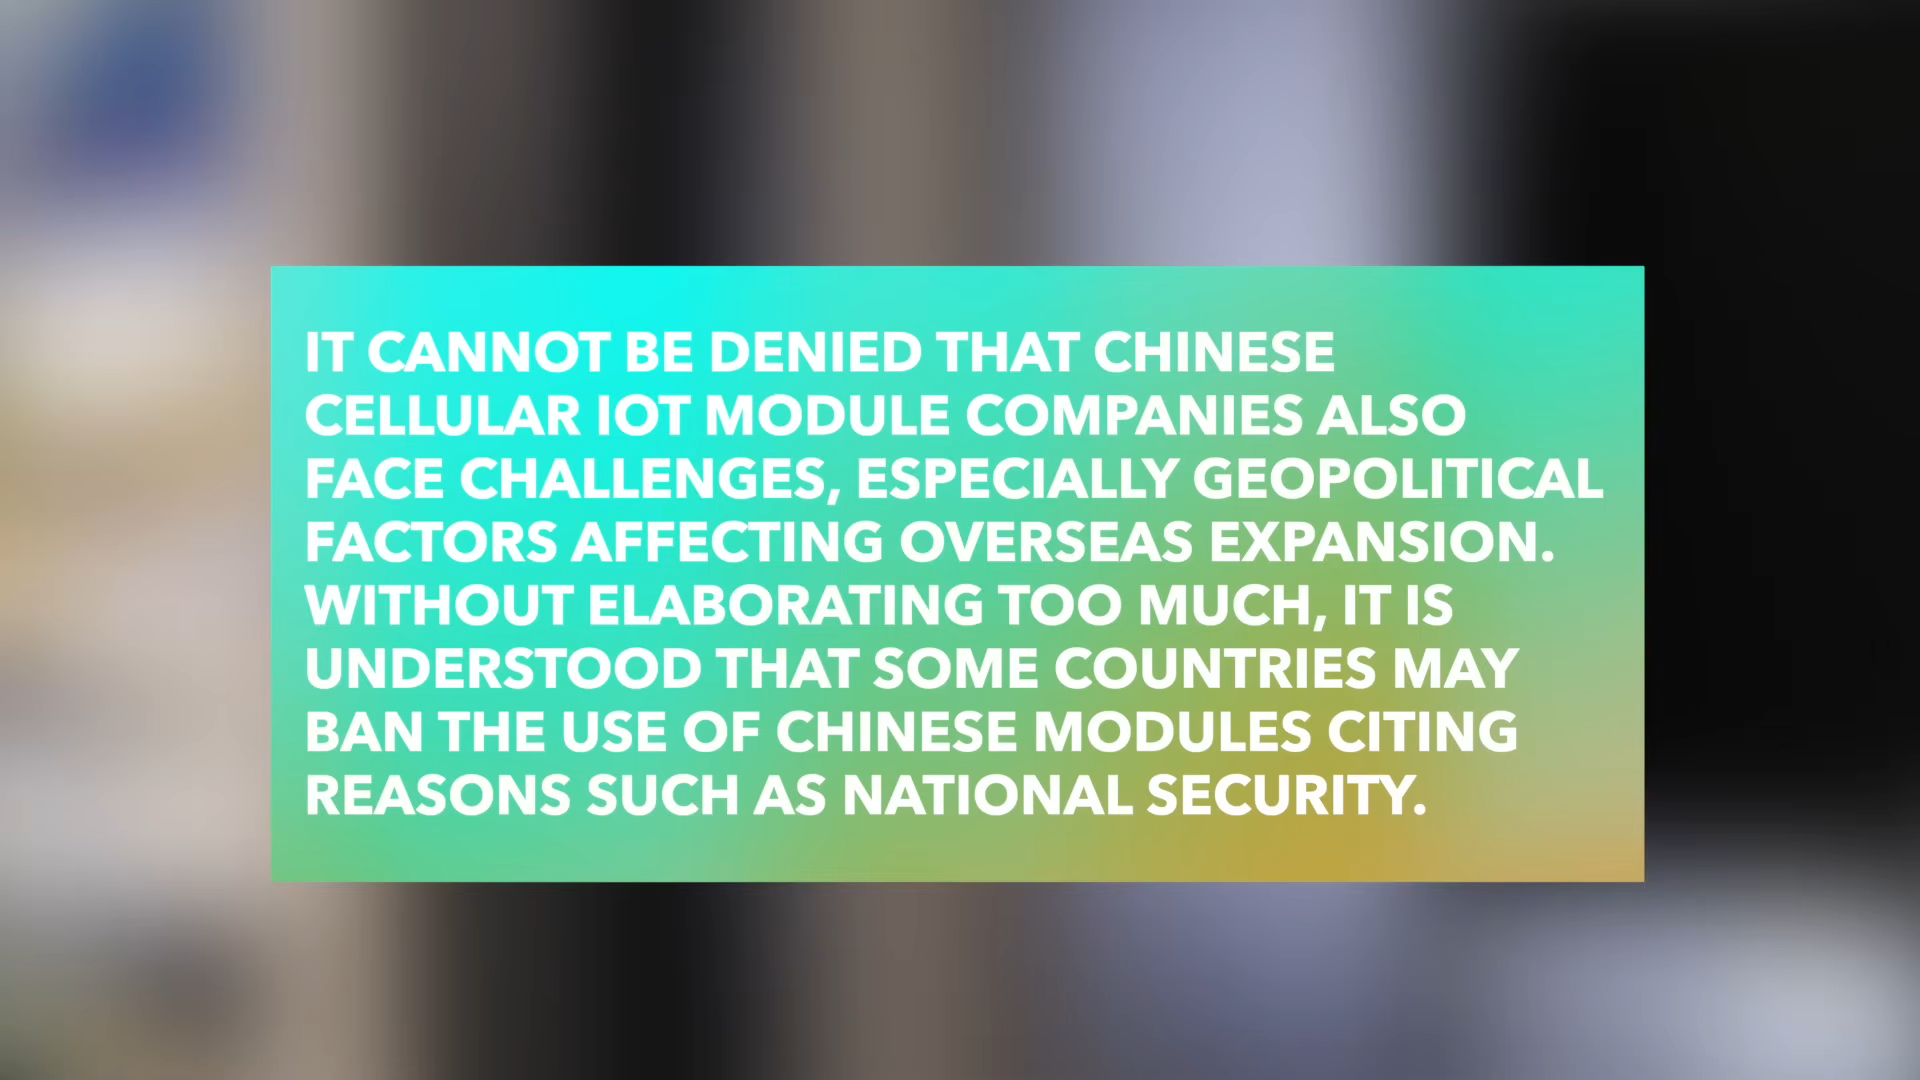 IT CANNOT BE DENIED THAT CHINESE
CELLULAR IOT MODULE COMPANIES ALSO
FACE CHALLENGES, ESPECIALLY GEOPOLITICAL
FACTORS AFFECTING OVERSEAS EXPANSION.
WITHOUT ELABORATING TOO MUCH, IT IS
UNDERSTOOD THAT SOME COUNTRIES MAY
BAN THE USE OF CHINESE MODULES CITING
REASONS SUCH AS NATIONAL SECURITY.